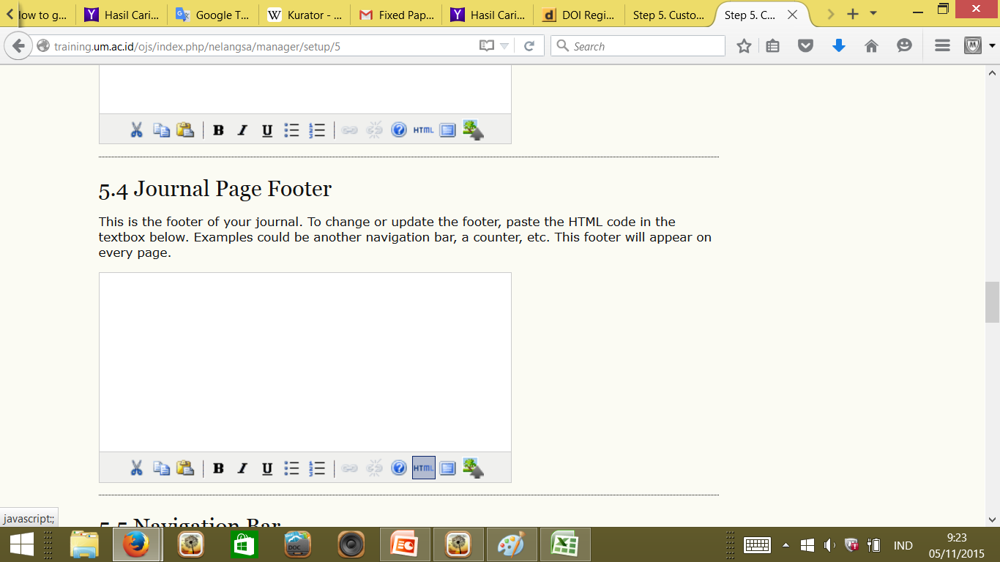 low to g...
Hasil Cari...
Google T...
Kurator - ...
Fixed Pap...
Hasil Cari...
DOI Regi...
Step 5. Custo...
Step 5. C...
training.um.ac.id/ojs/index.php/nelangsa/manager/setup/5
Search
B I U HTML
5.4 Journal Page Footer
This is the footer of your journal. To change or update the footer, paste the HTML code in the
textbox below. Examples could be another navigation bar, a counter, etc. This footer will appear on
every page.
B I U HTML
5.5 Navigation Bar
javascript:;
DOC
IND
9:23
05/11/2015